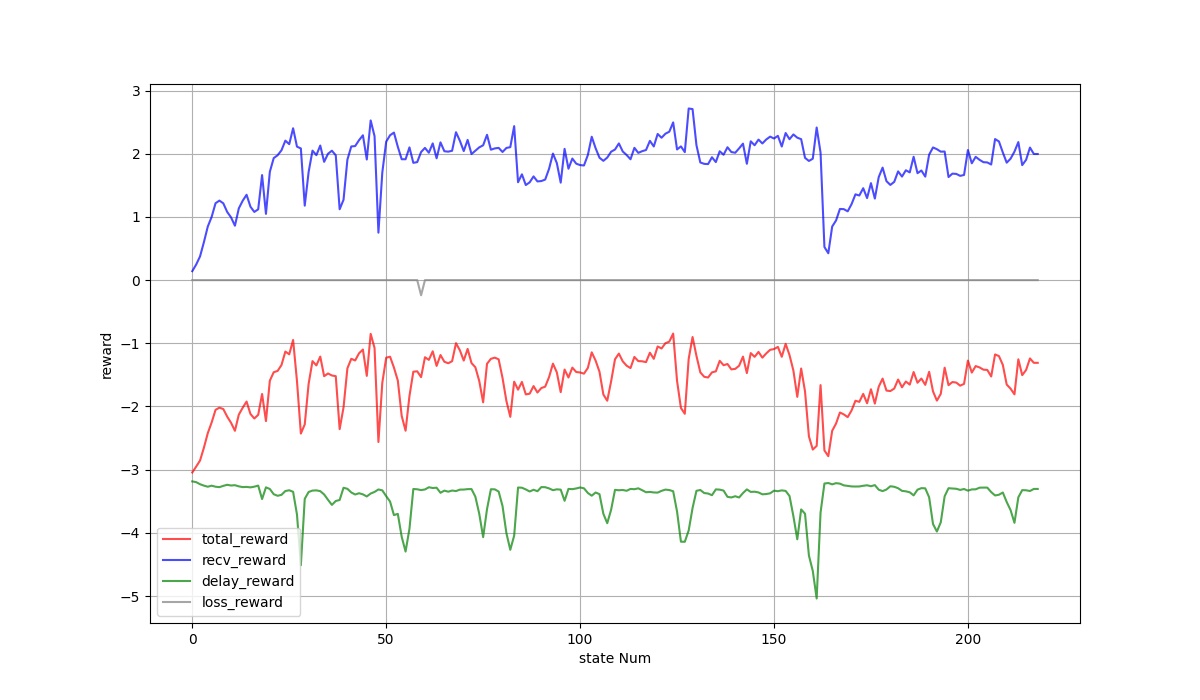 3
2
1
0
−1
−2
−3
−4
−5
reward
total_reward
recv_reward
delay_reward
loss_reward
0 50 100 150 200
state Num